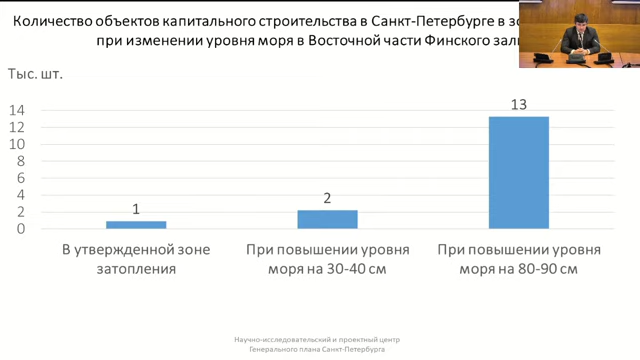 Количество объектов капитального строительства в Санкт-Петербурге в
при изменении уровня моря в Восточной части Финского
Тыс. шт.
14
12
10
8
6
4
2
0
1
2
13
В утвержденной зоне
затопления
При повышении уровня
моря на 30-40 см
При повышении уровня
моря на 80-90 см
Научно-исследовательский и проектный центр
Генерального плана Санкт-Петербурга